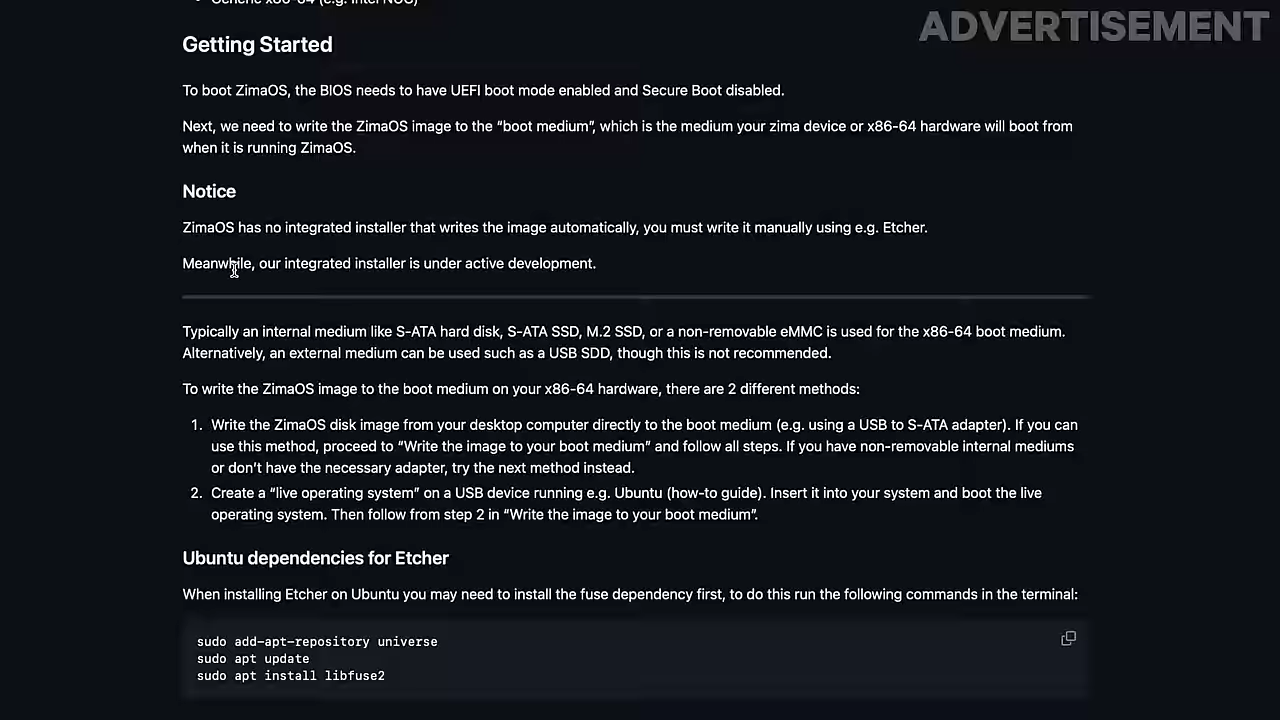 Generic x86-64 (e.g. Intel NUC)
ADVERTISEMENT
Getting Started
To boot ZimaOS, the BIOS needs to have UEFI boot mode enabled and Secure Boot disabled.
Next, we need to write the ZimaOS image to the “boot medium”, which is the medium your zima device or x86-64 hardware will boot from
when it is running ZimaOS.
Notice
ZimaOS has no integrated installer that writes the image automatically, you must write it manually using e.g. Etcher.
Meanwhile, our integrated installer is under active development.
Typically an internal medium like S-ATA hard disk, S-ATA SSD, M.2 SSD, or a non-removable eMMC is used for the x86-64 boot medium.
Alternatively, an external medium can be used such as a USB SDD, though this is not recommended.
To write the ZimaOS image to the boot medium on your x86-64 hardware, there are 2 different methods:
1. Write the ZimaOS disk image from your desktop computer directly to the boot medium (e.g. using a USB to S-ATA adapter). If you can
use this method, proceed to “Write the image to your boot medium” and follow all steps. If you have non-removable internal mediums
or don’t have the necessary adapter, try the next method instead.
2. Create a “live operating system” on a USB device running e.g. Ubuntu (how-to guide). Insert it into your system and boot the live
operating system. Then follow from step 2 in “Write the image to your boot medium”.
Ubuntu dependencies for Etcher
When installing Etcher on Ubuntu you may need to install the fuse dependency first, to do this run the following commands in the terminal:
sudo add-apt-repository universe
sudo apt update
sudo apt install libfuse2